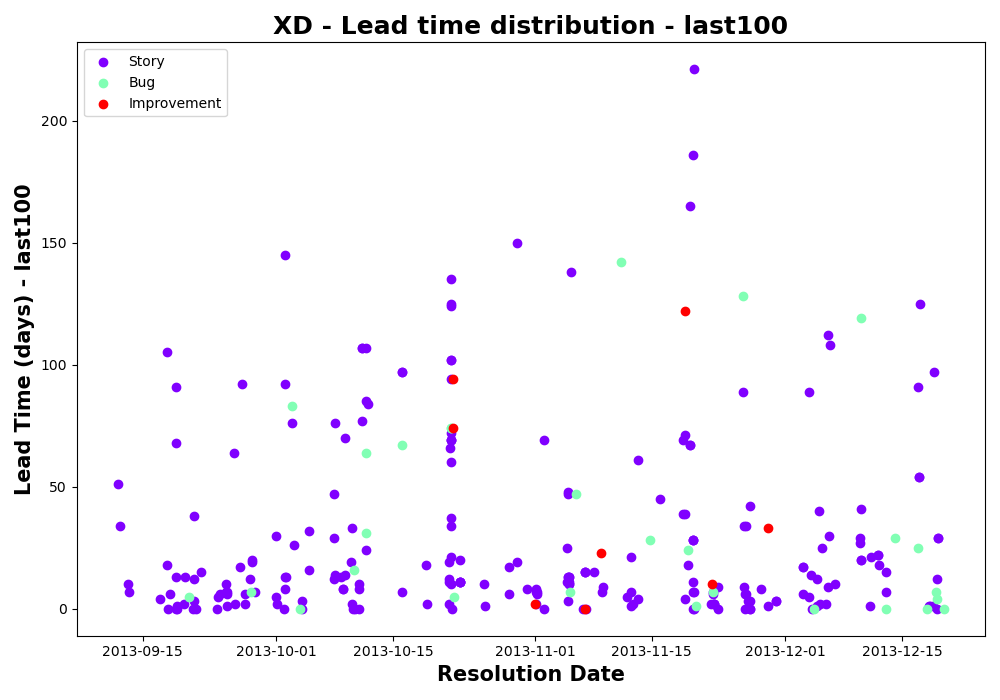 XD - Lead time distribution - last100
Story
Bug
Improvement
Lead Time (days) - last100
200
150
100
50
0
2013-09-15
2013-10-01
2013-10-15
2013-11-01
2013-11-15
2013-12-01
2013-12-15
Resolution Date